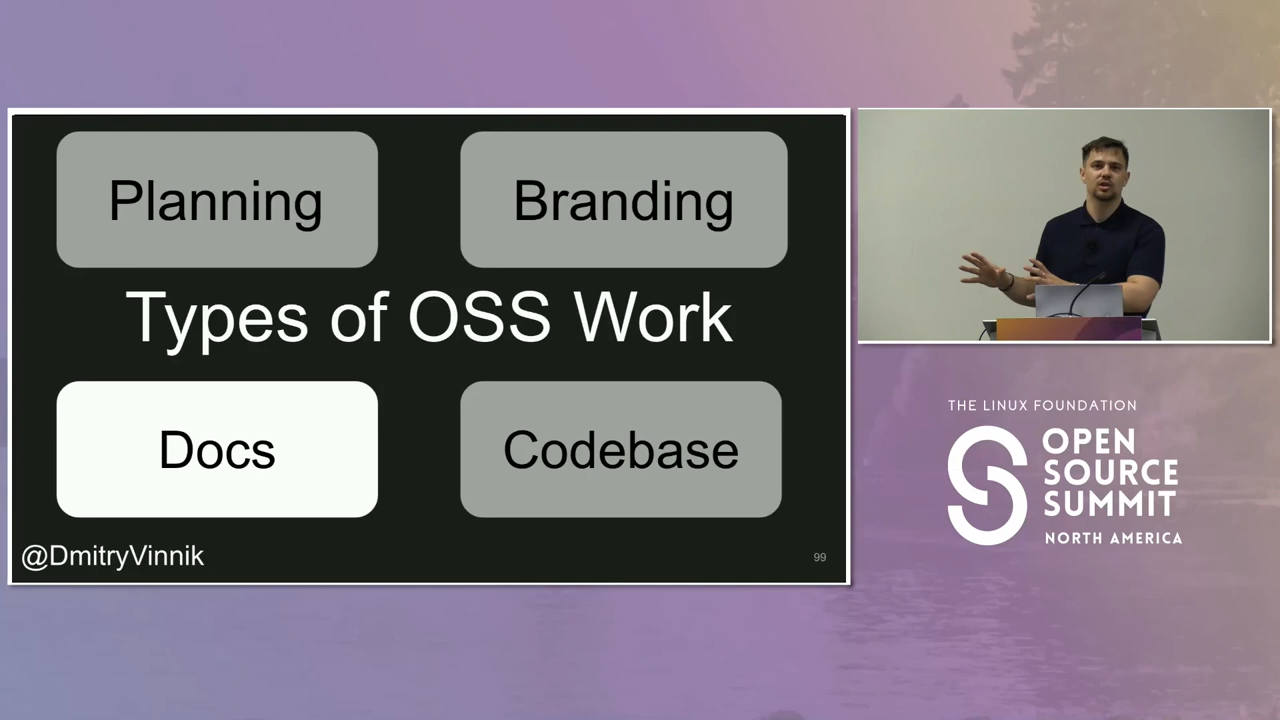 Planning
Branding
Types of OSS Work
Docs
Codebase
@DmitryVinnik
99
THE LINUX FOUNDATION
OPEN
SOURCE
SUMMIT
NORTH AMERICA